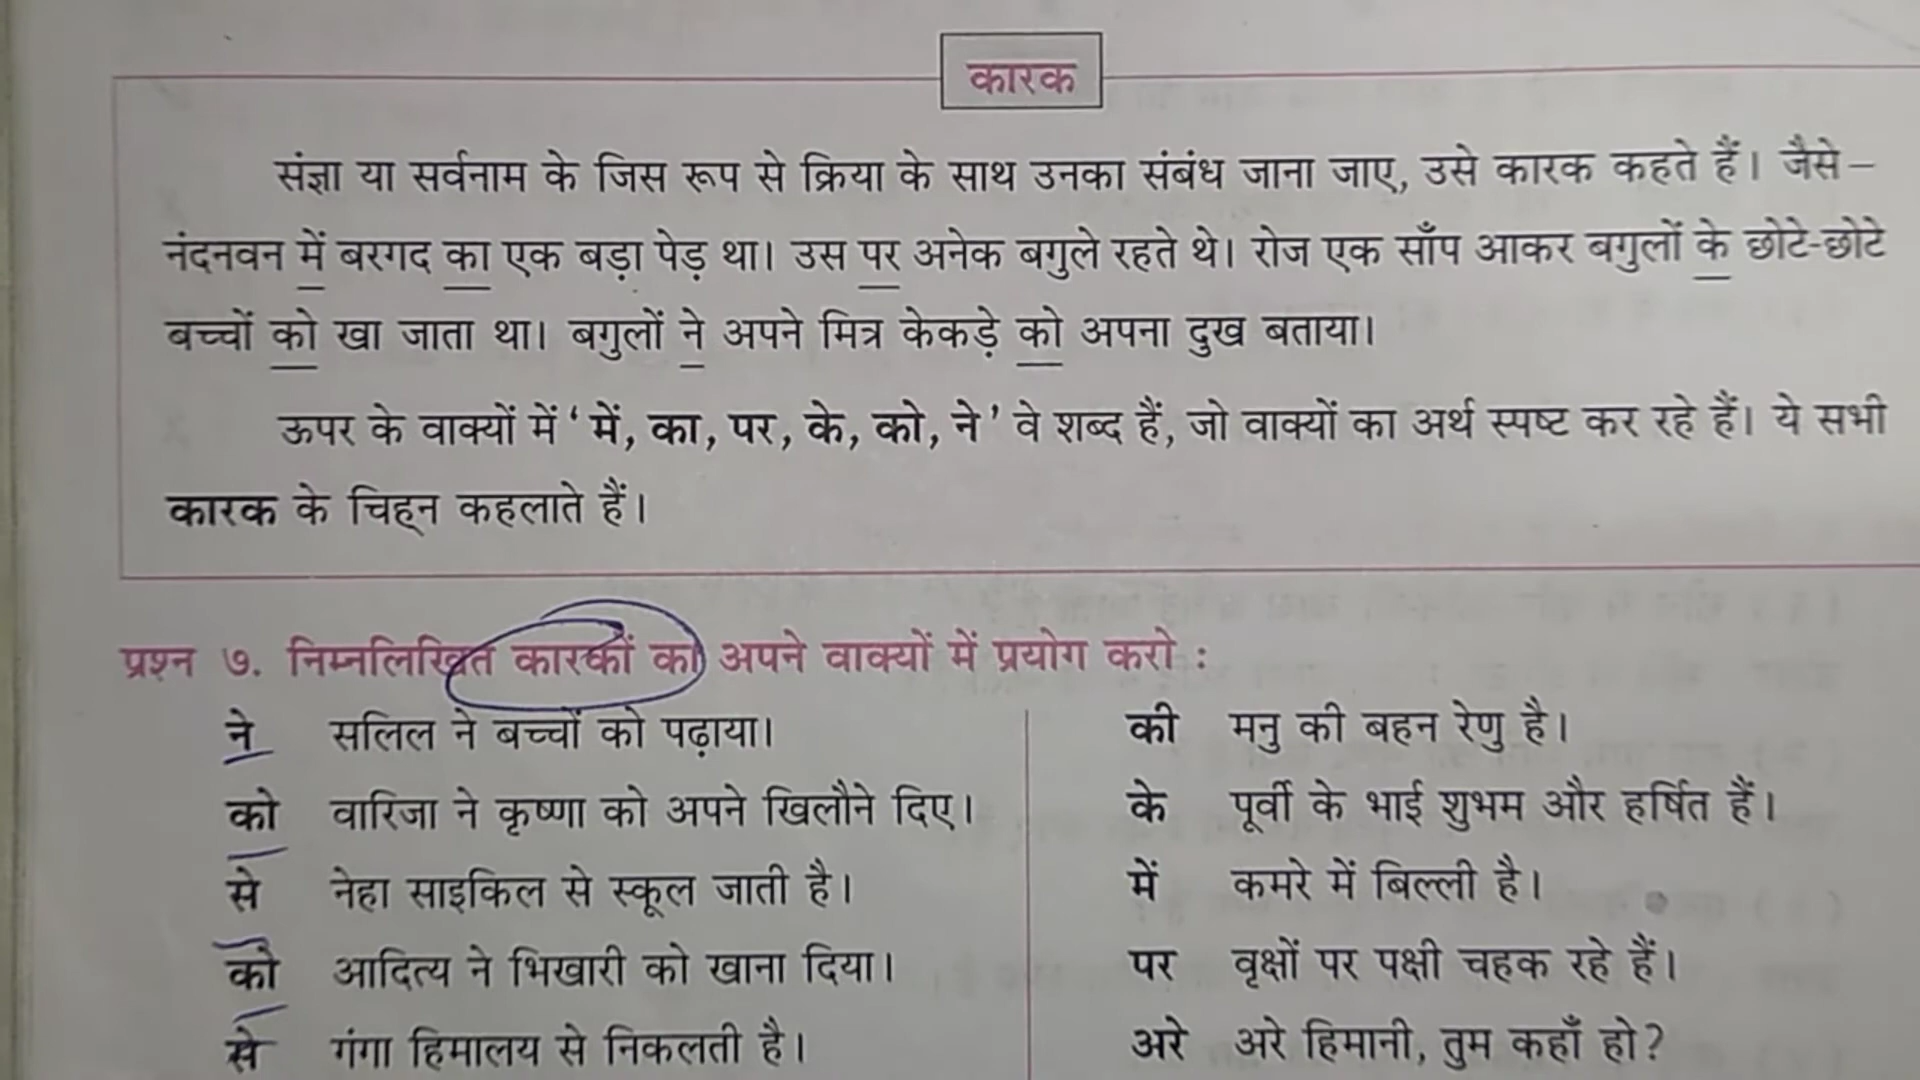 कारक
संज्ञा या सर्वनाम के जिस रूप से क्रिया के साथ उनका संबंध जाना जाए, उसे कारक कहते हैं। जैसे–
नंदनवन में बरगद का एक बड़ा पेड़ था। उस पर अनेक बगुले रहते थे। रोज एक साँप आकर बगुलों के छोटे-छोटे
बच्चों को खा जाता था। बगुलों ने अपने मित्र केकड़े को अपना दुख बताया।
ऊपर के वाक्यों में ‘में, का, पर, के, को, ने’ वे शब्द हैं, जो वाक्यों का अर्थ स्पष्ट कर रहे हैं। ये सभी
कारक के चिह्न कहलाते हैं।
प्रश्न ७. निम्नलिखित कारकों का अपने वाक्यों में प्रयोग करो :
ने सलिल ने बच्चों को पढ़ाया।
को वारिजा ने कृष्णा को अपने खिलौने दिए।
से नेहा साइकिल से स्कूल जाती है।
को आदित्य ने भिखारी को खाना दिया।
से गंगा हिमालय से निकलती है।
की मनु की बहन रेणु है।
के पूर्वी के भाई शुभम और हर्षित हैं।
में कमरे में बिल्ली है।
पर वृक्षों पर पक्षी चहक रहे हैं।
अरे अरे हिमानी, तुम कहाँ हो?